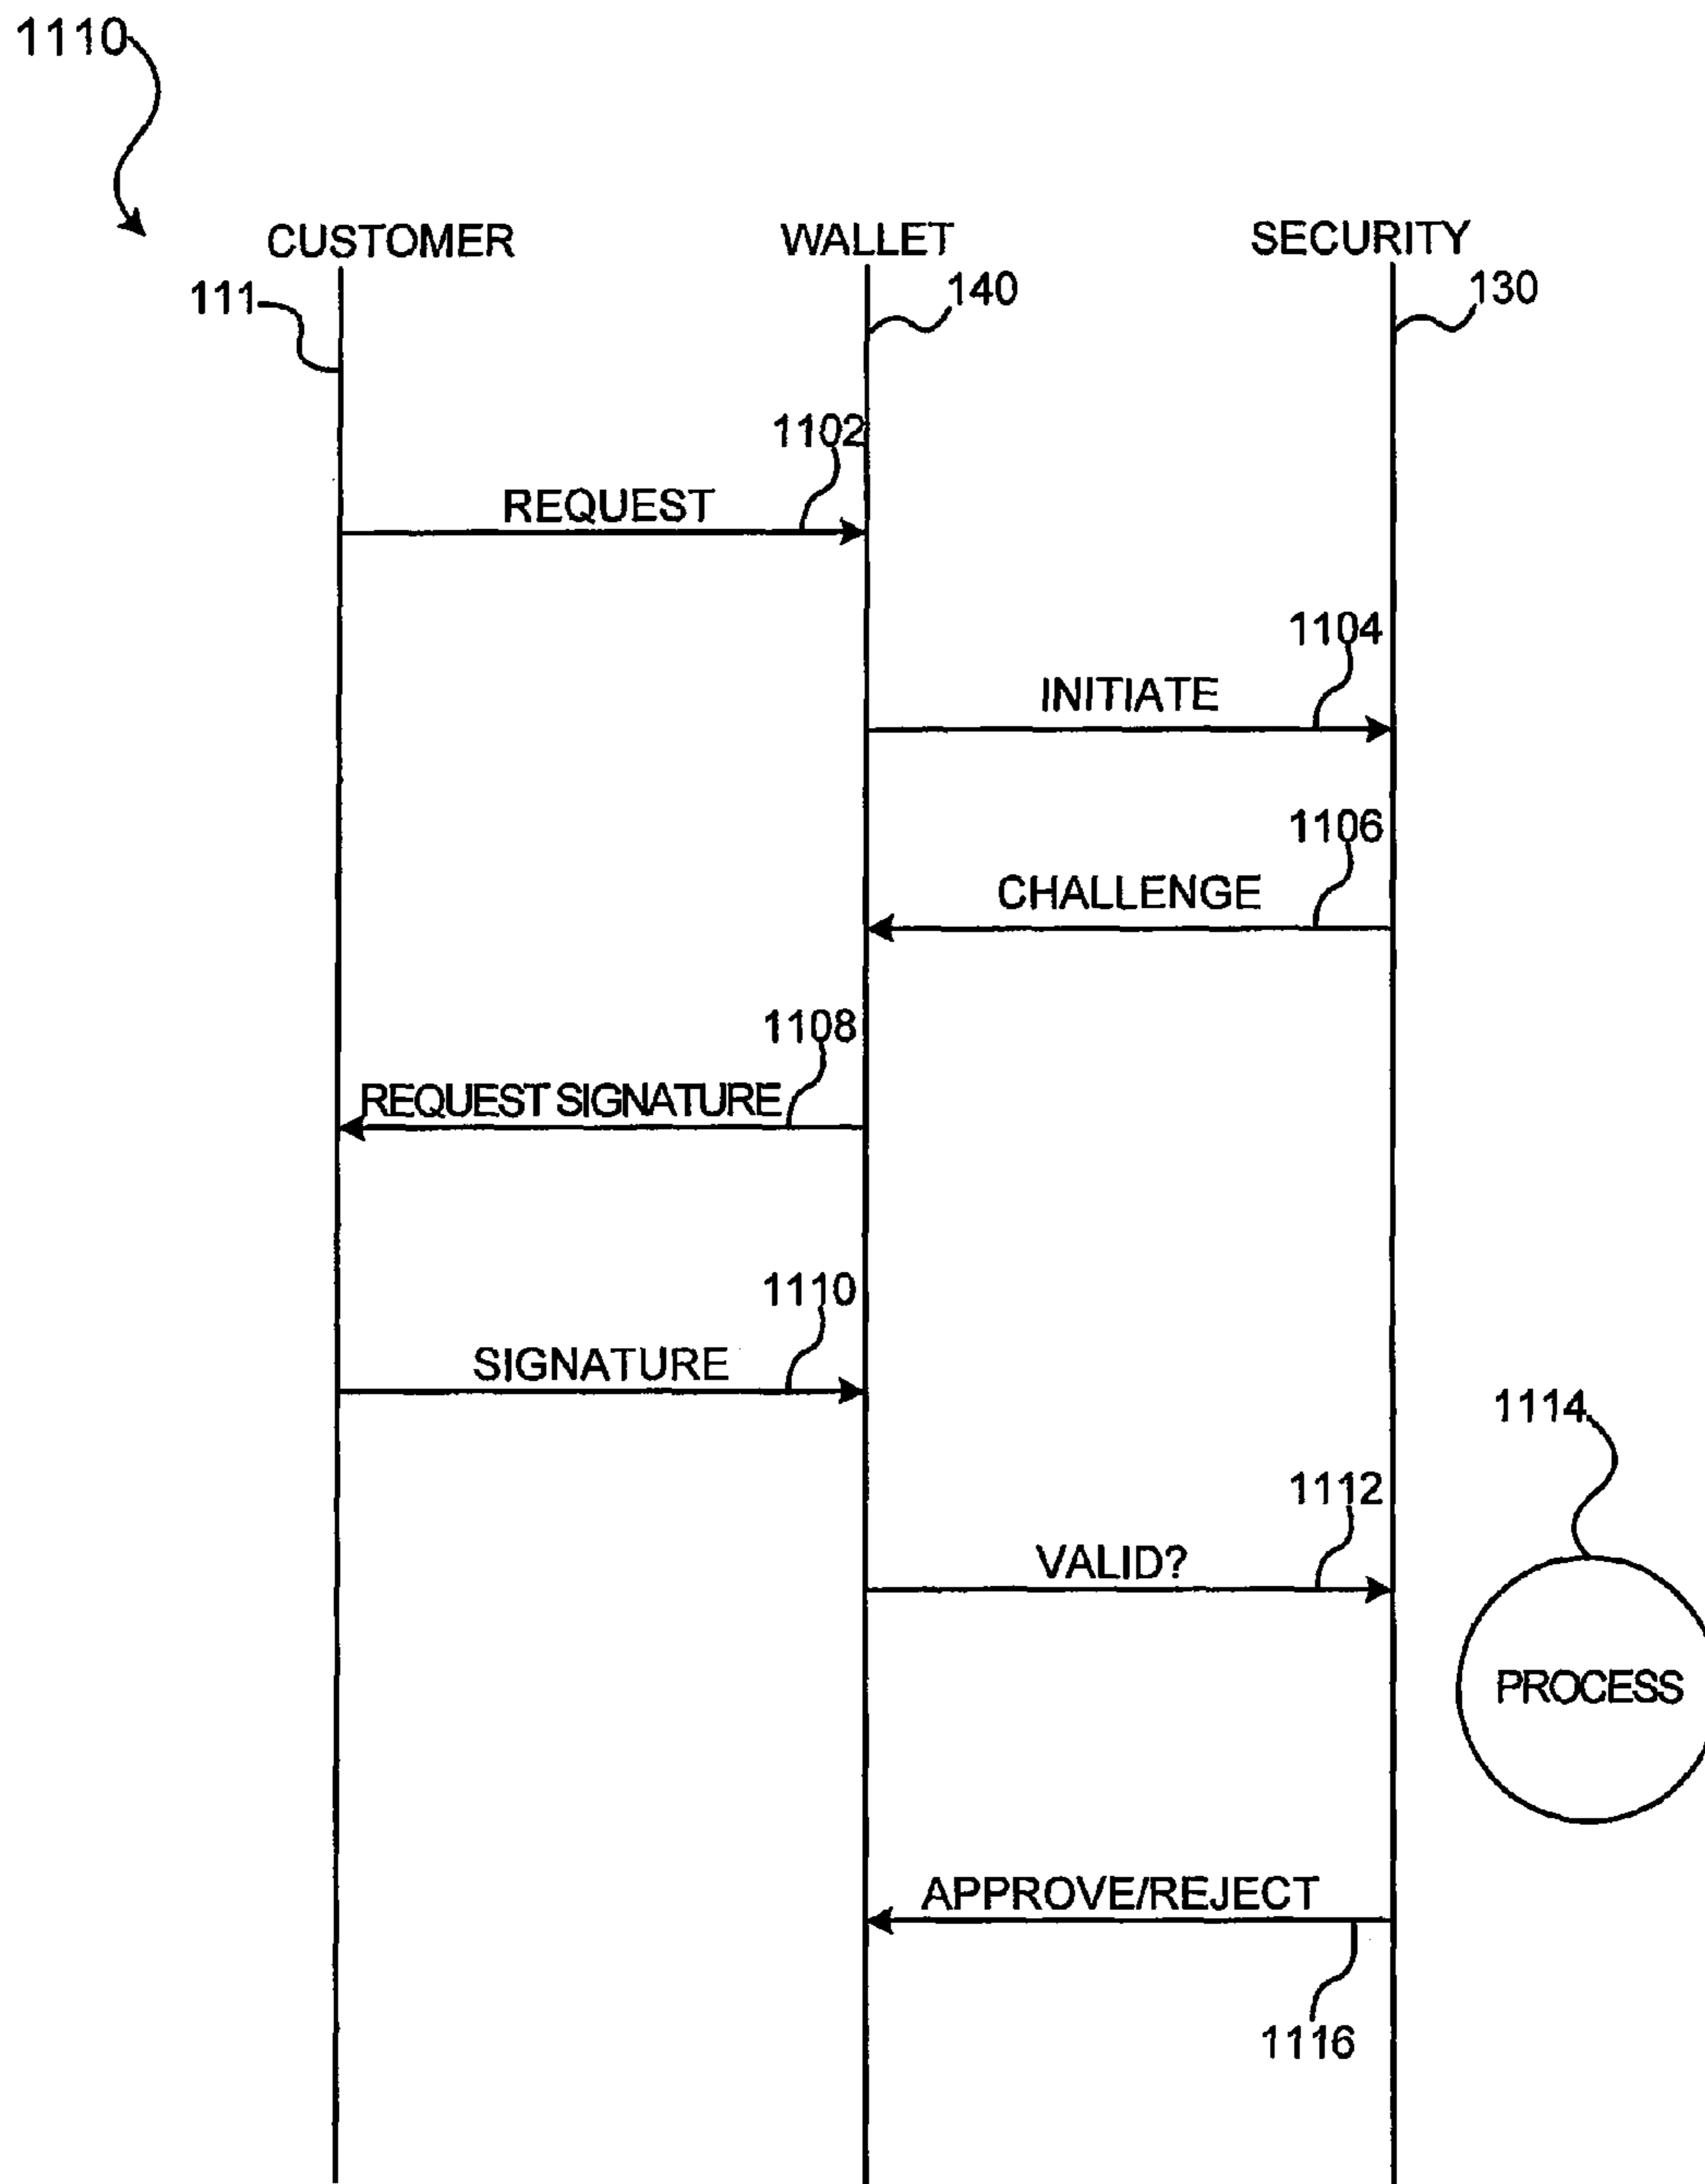 1110
CUSTOMER WALLET SECURITY
111 140 130
1102
REQUEST
1104
INITIATE
1106
CHALLENGE
1108
REQUEST SIGNATURE
1110
SIGNATURE
1114
1112
VALID?
PROCESS
APPROVE/REJECT
1116